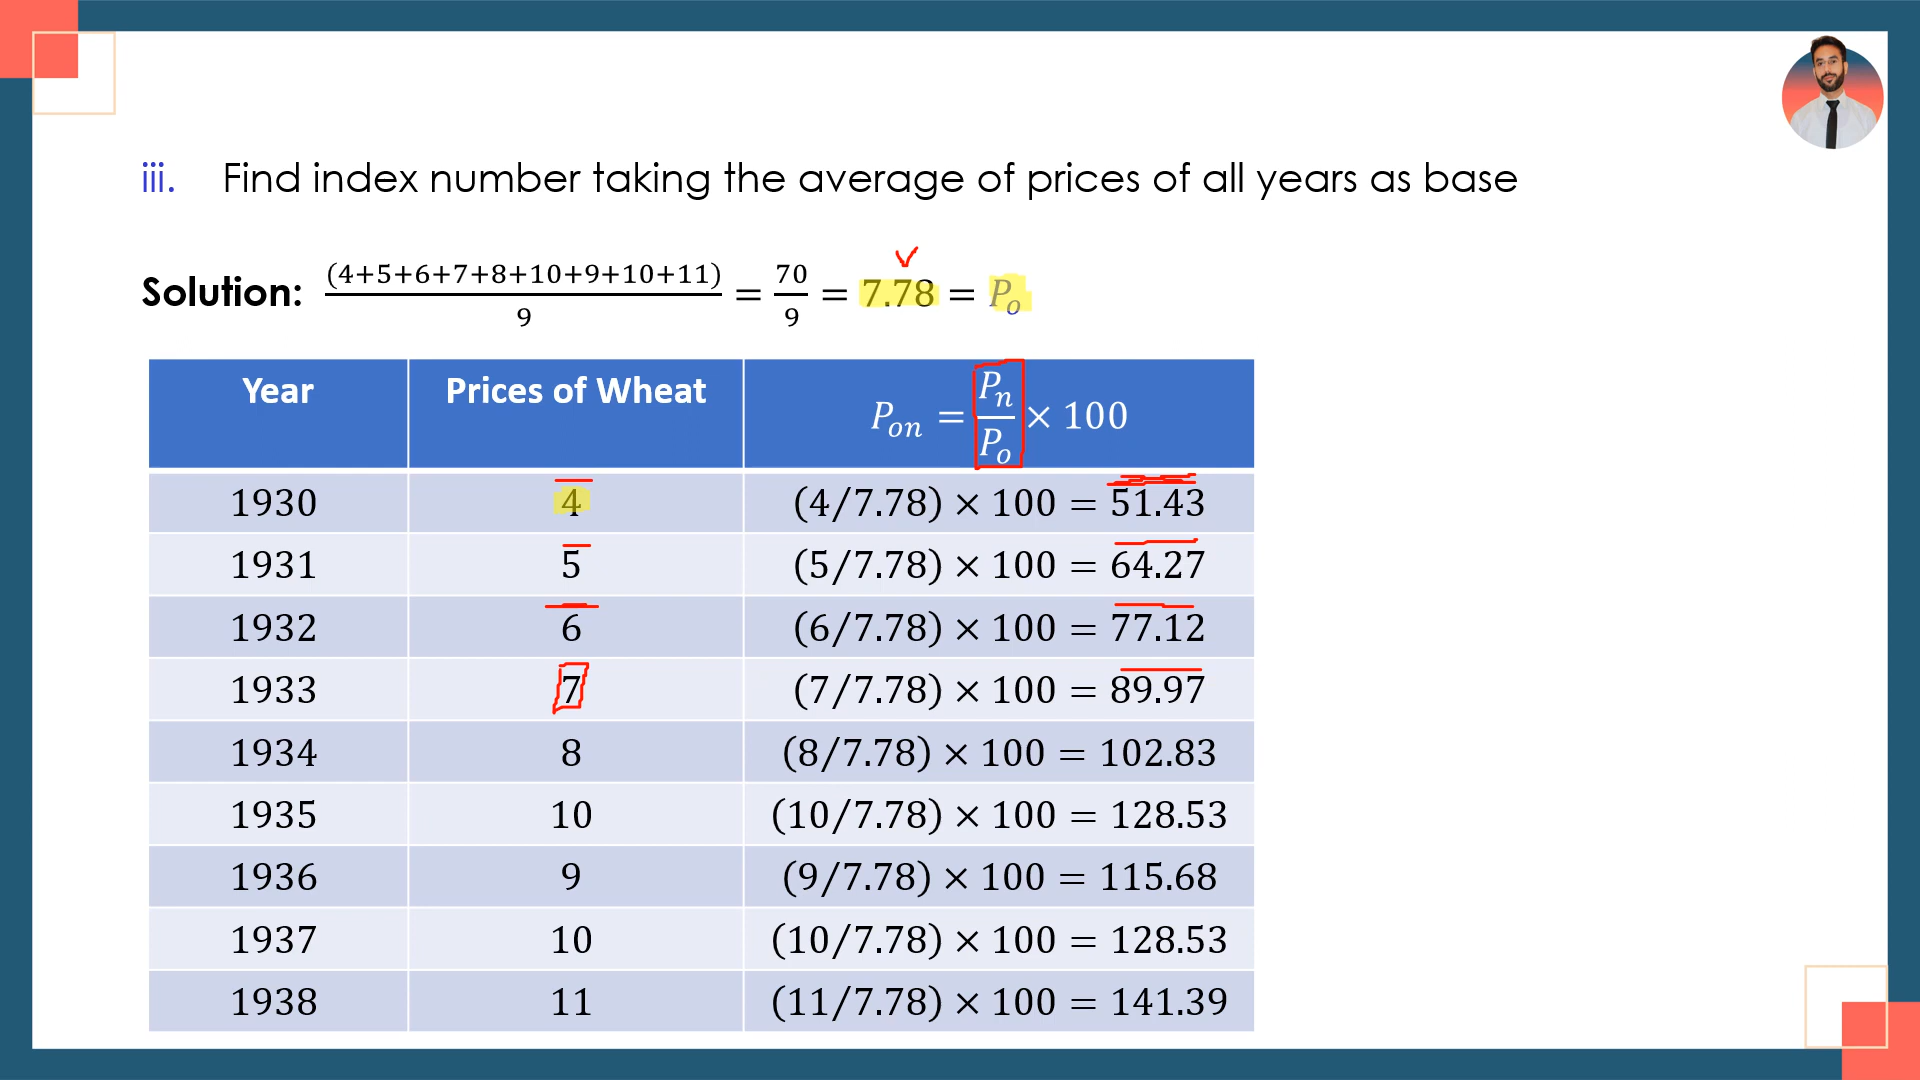 iii. Find index number taking the average of prices of all years as base
Solution: (4+5+6+7+8+10+9+10+11)/9 = 70/9 = 7.78 = Pₒ
Year Prices of Wheat Pₒₙ = Pₙ/Pₒ × 100
1930 4 (4/7.78) × 100 = 51.43
1931 5 (5/7.78) × 100 = 64.27
1932 6 (6/7.78) × 100 = 77.12
1933 7 (7/7.78) × 100 = 89.97
1934 8 (8/7.78) × 100 = 102.83
1935 10 (10/7.78) × 100 = 128.53
1936 9 (9/7.78) × 100 = 115.68
1937 10 (10/7.78) × 100 = 128.53
1938 11 (11/7.78) × 100 = 141.39